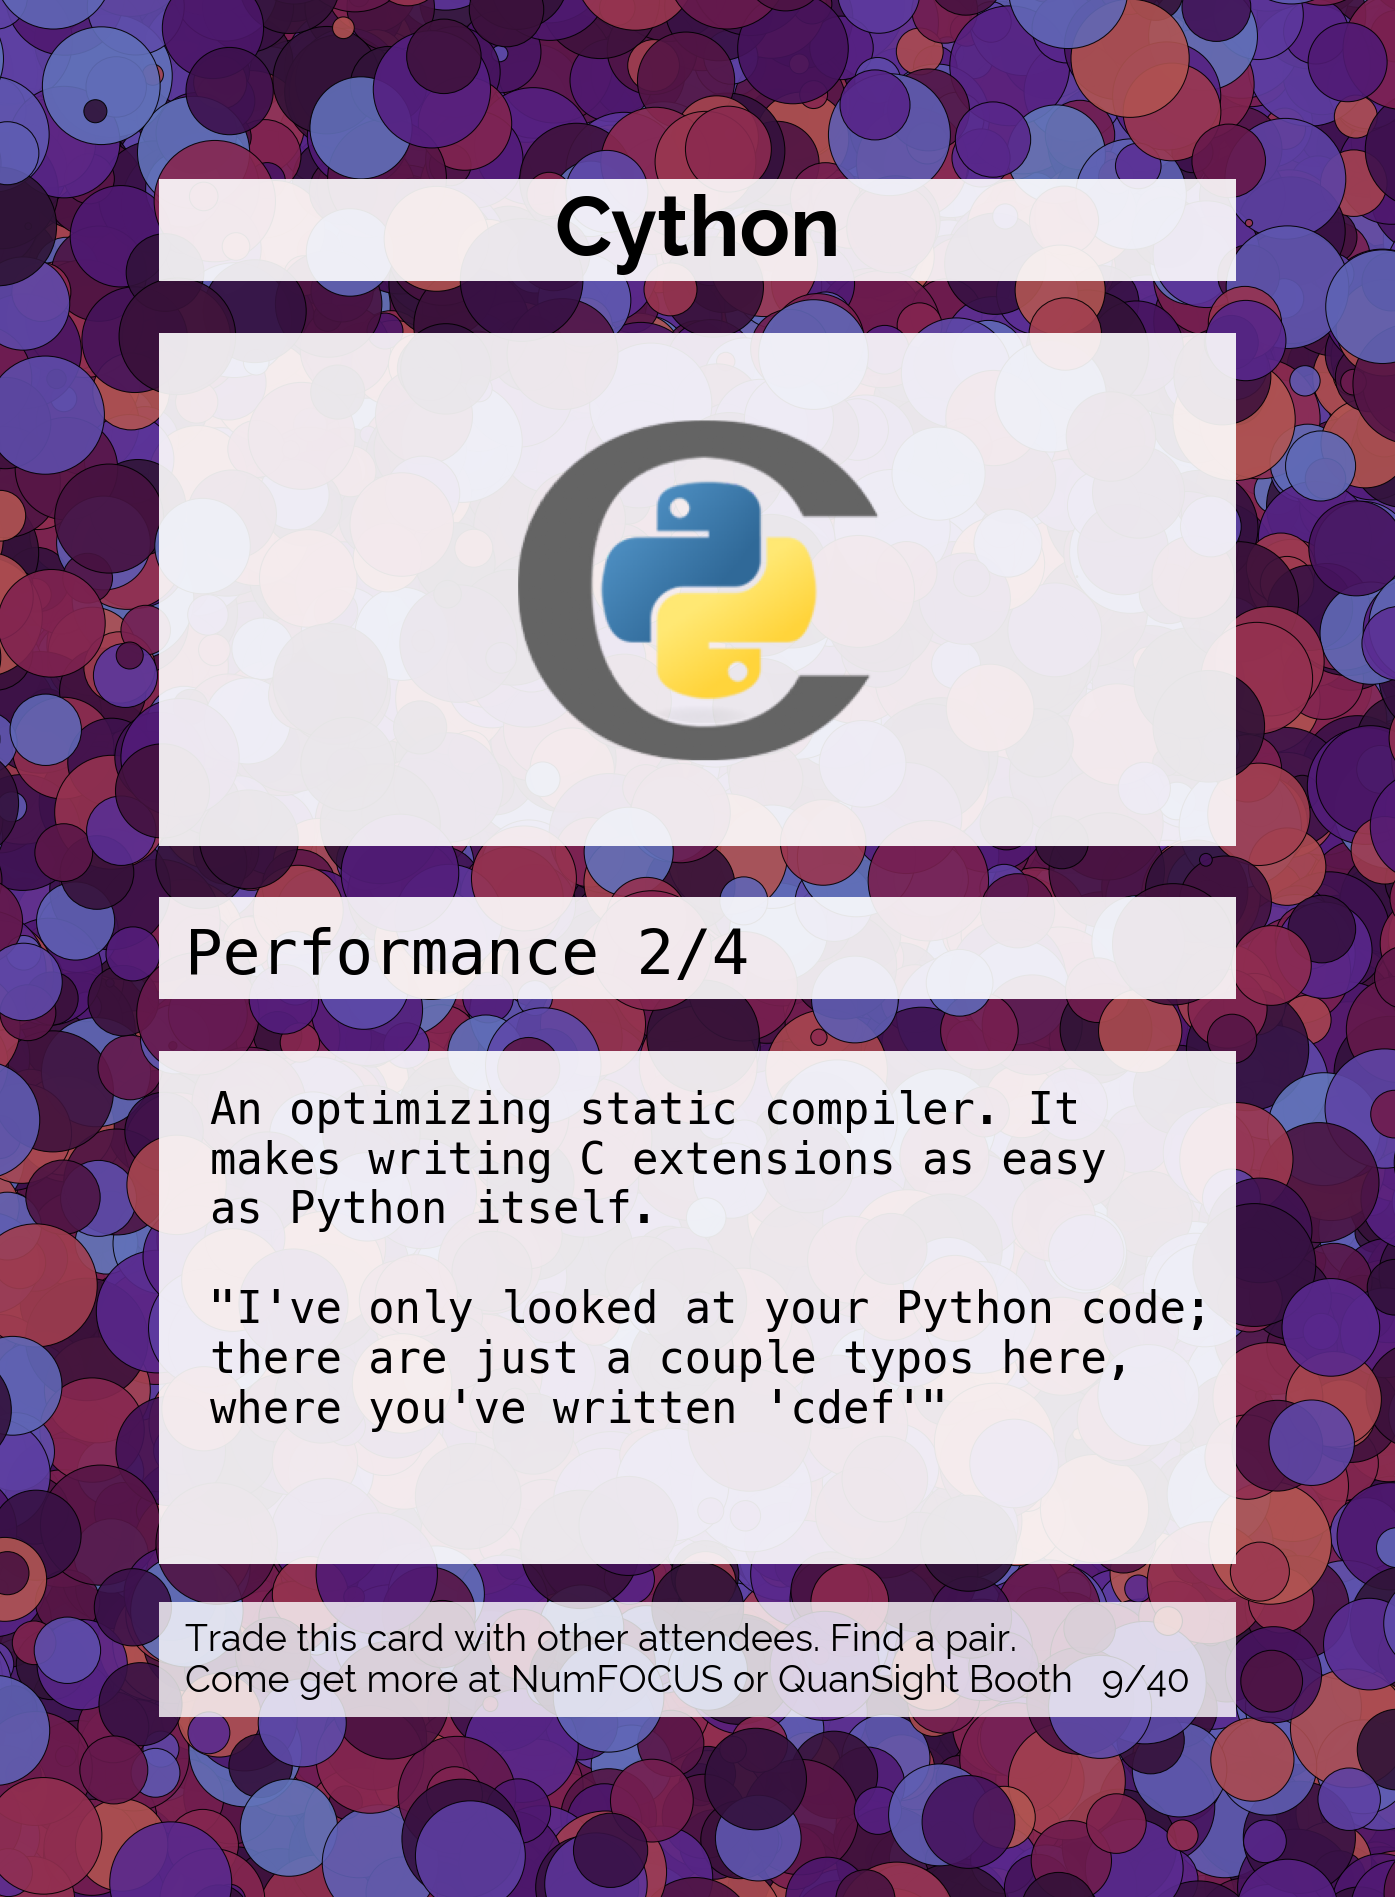 Cython
Performance 2/4
An optimizing static compiler. It
makes writing C extensions as easy
as Python itself.
"I've only looked at your Python code;
there are just a couple typos here,
where you've written 'cdef'"
Trade this card with other attendees. Find a pair.
Come get more at NumFOCUS or QuanSight Booth 9/40